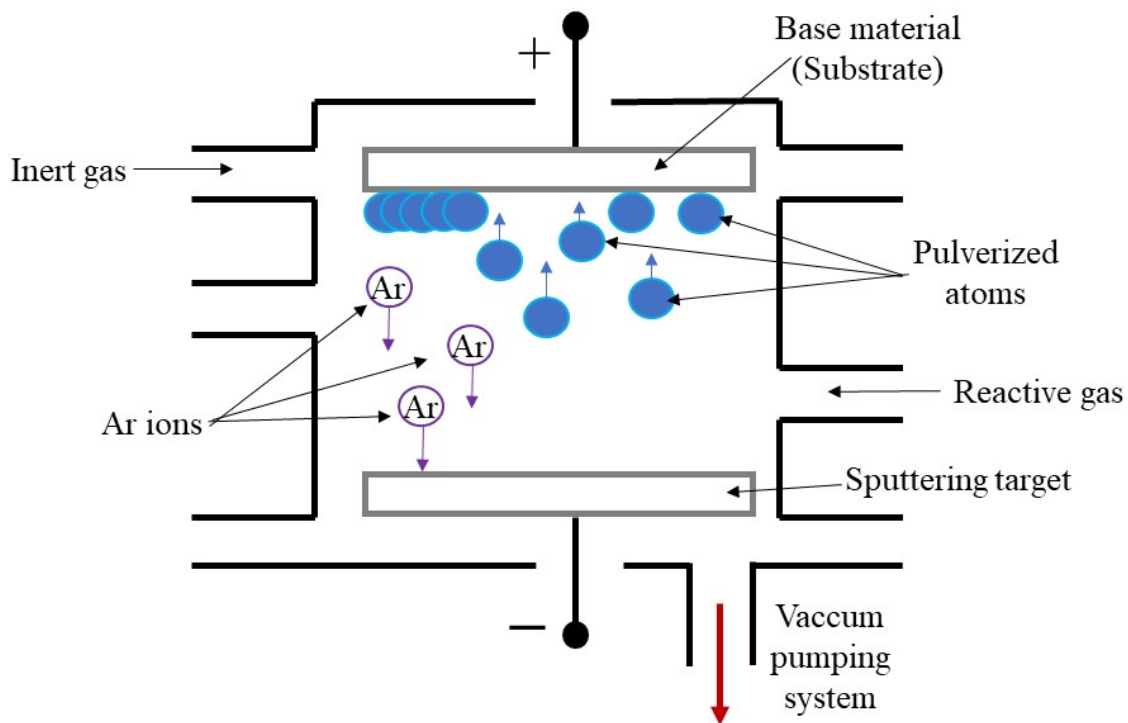 Base material
(Substrate)
+
Inert gas
Pulverized
atoms
Ar
Ar
Ar
Ar ions
Reactive gas
Sputtering target
−
Vaccum
pumping
system